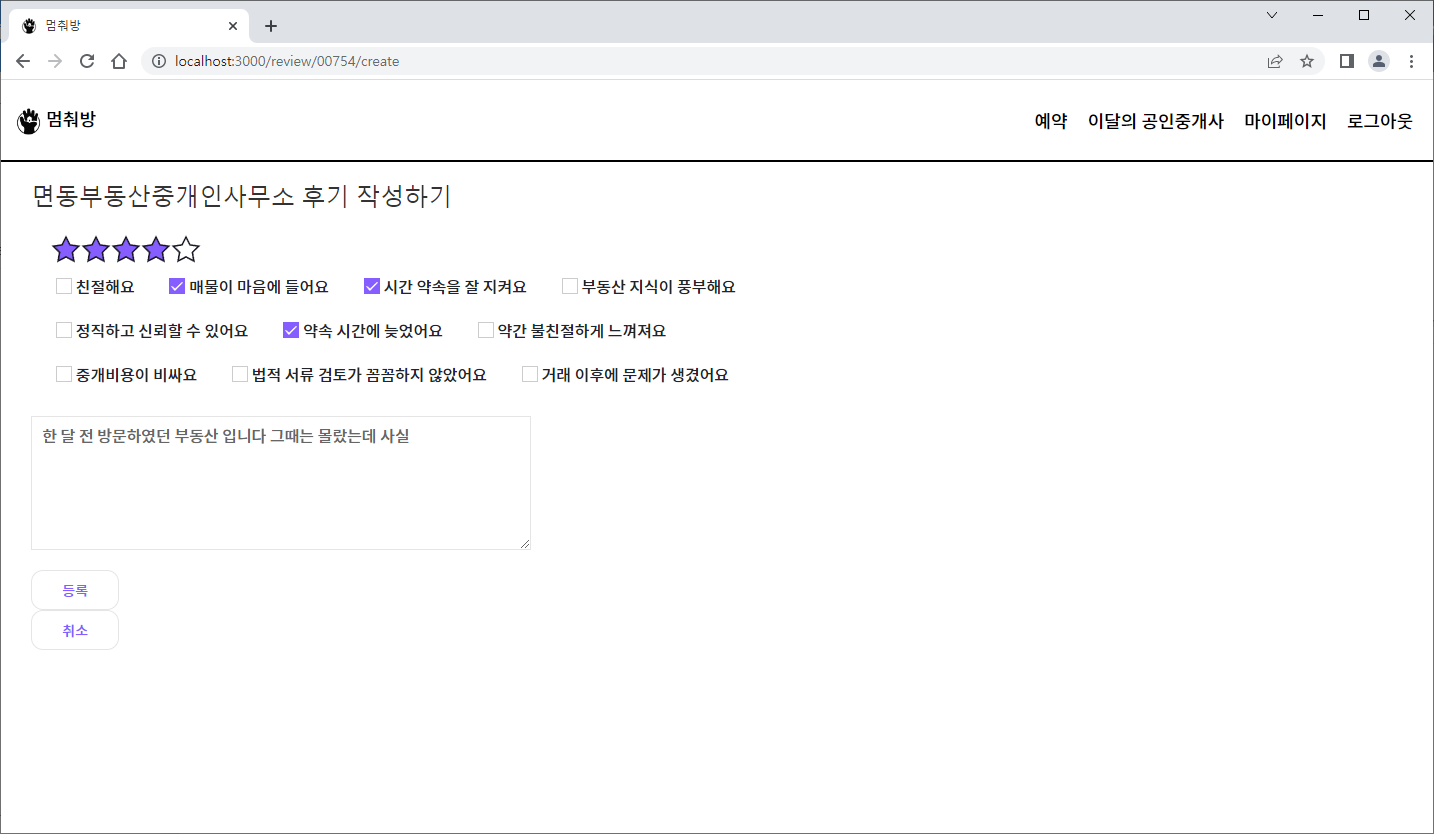 멈춰방
localhost:3000/review/00754/create
멈춰방
예약 이달의 공인중개사 마이페이지 로그아웃
면동부동산중개인사무소 후기 작성하기
친절해요 매물이 마음에 들어요 시간 약속을 잘 지켜요 부동산 지식이 풍부해요
정직하고 신뢰할 수 있어요 약속 시간에 늦었어요 약간 불친절하게 느껴져요
중개비용이 비싸요 법적 서류 검토가 꼼꼼하지 않았어요 거래 이후에 문제가 생겼어요
한 달 전 방문하였던 부동산 입니다 그때는 몰랐는데 사실
등록
취소